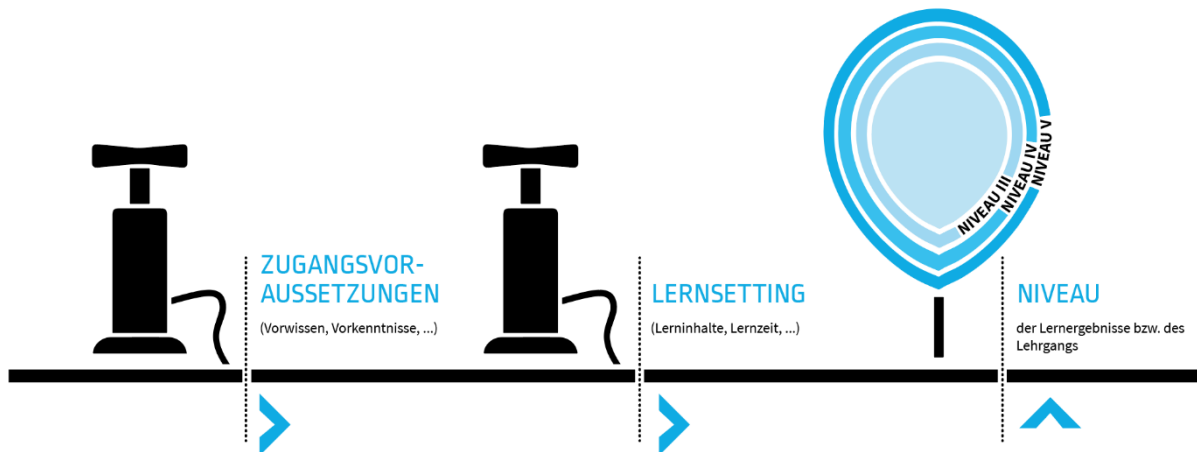 ZUGANGSVOR-
AUSSETZUNGEN
(Vorwissen, Vorkenntnisse, ...)
LERNSETTING
(Lerninhalte, Lernzeit, ...)
NIVEAU III
NIVEAU IV
NIVEAU V
NIVEAU
der Lernergebnisse bzw. des
Lehrgangs